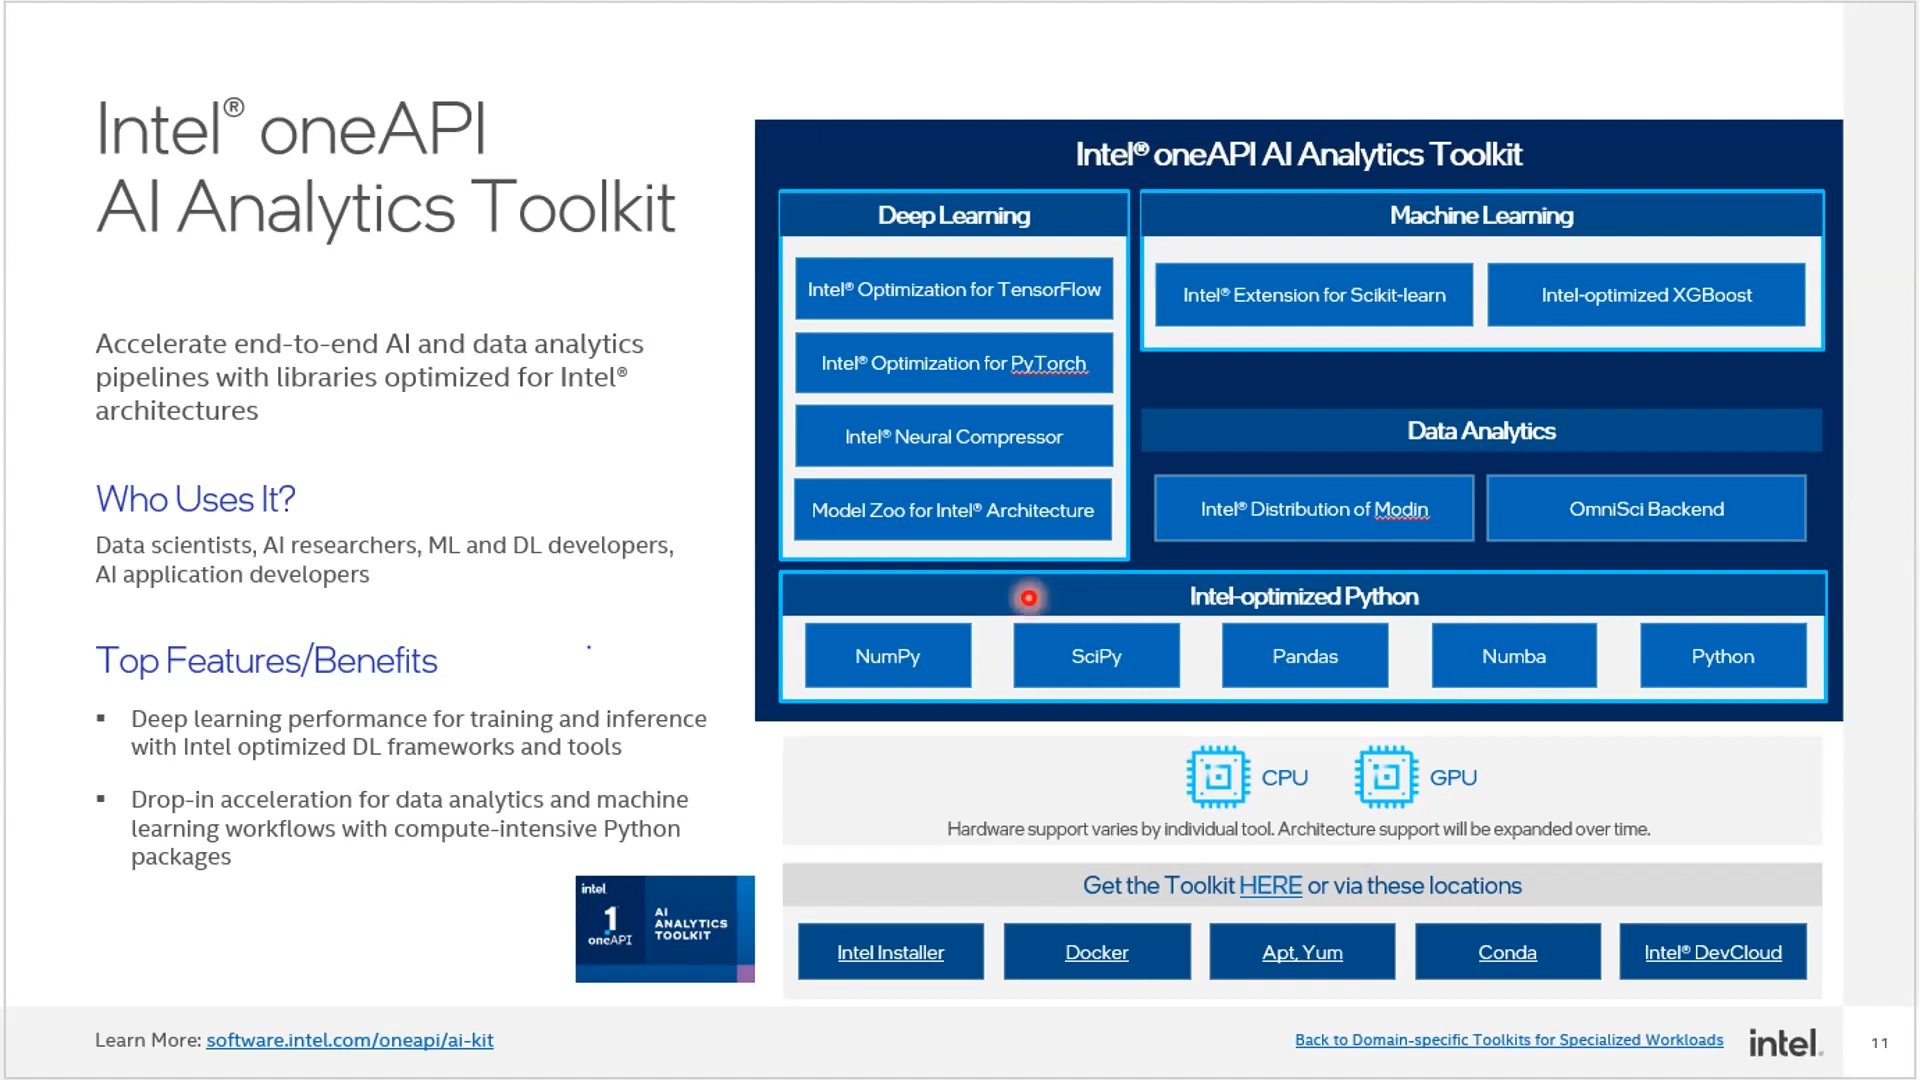 Intel® oneAPI
AI Analytics Toolkit
Accelerate end-to-end AI and data analytics
pipelines with libraries optimized for Intel®
architectures
Who Uses It?
Data scientists, AI researchers, ML and DL developers,
AI application developers
Top Features/Benefits
▪ Deep learning performance for training and inference
with Intel optimized DL frameworks and tools
▪ Drop-in acceleration for data analytics and machine
learning workflows with compute-intensive Python
packages
intel
1
oneAPI
AI
ANALYTICS
TOOLKIT
Intel® oneAPI AI Analytics Toolkit
Deep Learning
Intel® Optimization for TensorFlow
Intel® Optimization for PyTorch
Intel® Neural Compressor
Model Zoo for Intel® Architecture
Machine Learning
Intel® Extension for Scikit-learn
Intel-optimized XGBoost
Data Analytics
Intel® Distribution of Modin
OmniSci Backend
Intel-optimized Python
NumPy
SciPy
Pandas
Numba
Python
CPU
GPU
Hardware support varies by individual tool. Architecture support will be expanded over time.
Get the Toolkit HERE or via these locations
Intel Installer
Docker
Apt, Yum
Conda
Intel® DevCloud
Learn More: software.intel.com/oneapi/ai-kit
Back to Domain-specific Toolkits for Specialized Workloads
intel.
11